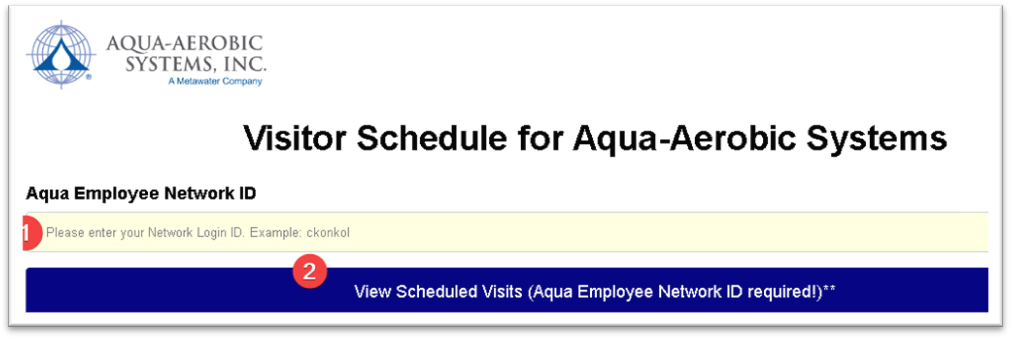 AQUA-AEROBIC
SYSTEMS, INC.
A Metawater Company
®
Visitor Schedule for Aqua-Aerobic Systems
Aqua Employee Network ID
1 Please enter your Network Login ID. Example: ckonkol
2
View Scheduled Visits (Aqua Employee Network ID required!)**